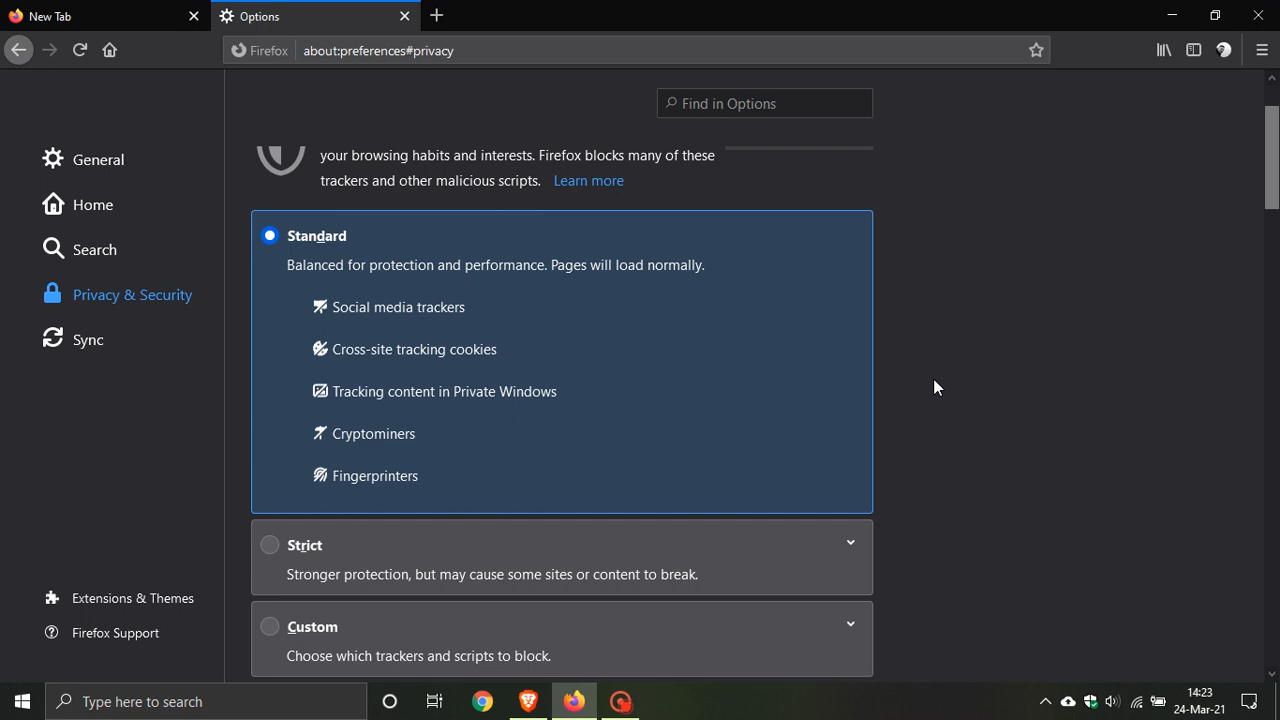 New Tab
Options
Firefox
about:preferences#privacy
Find in Options
General
Home
Search
Privacy & Security
Sync
Extensions & Themes
Firefox Support
your browsing habits and interests. Firefox blocks many of these
trackers and other malicious scripts. Learn more
Standard
Balanced for protection and performance. Pages will load normally.
Social media trackers
Cross-site tracking cookies
Tracking content in Private Windows
Cryptominers
Fingerprinters
Strict
Stronger protection, but may cause some sites or content to break.
Custom
Choose which trackers and scripts to block.
Type here to search
14:23
24-Mar-21